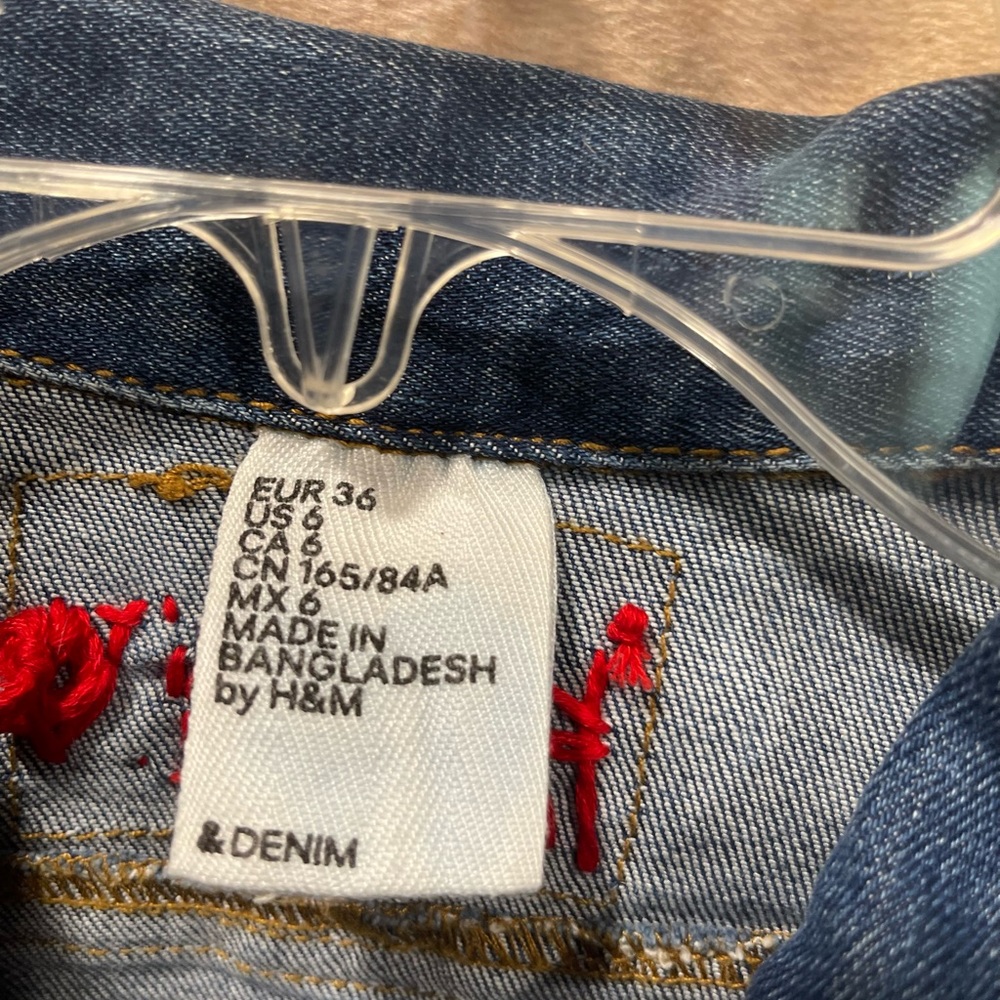 EUR 36
US 6
CA 6
CN 165/84A
MX 6
MADE IN
BANGLADESH
by H&M
& DENIM